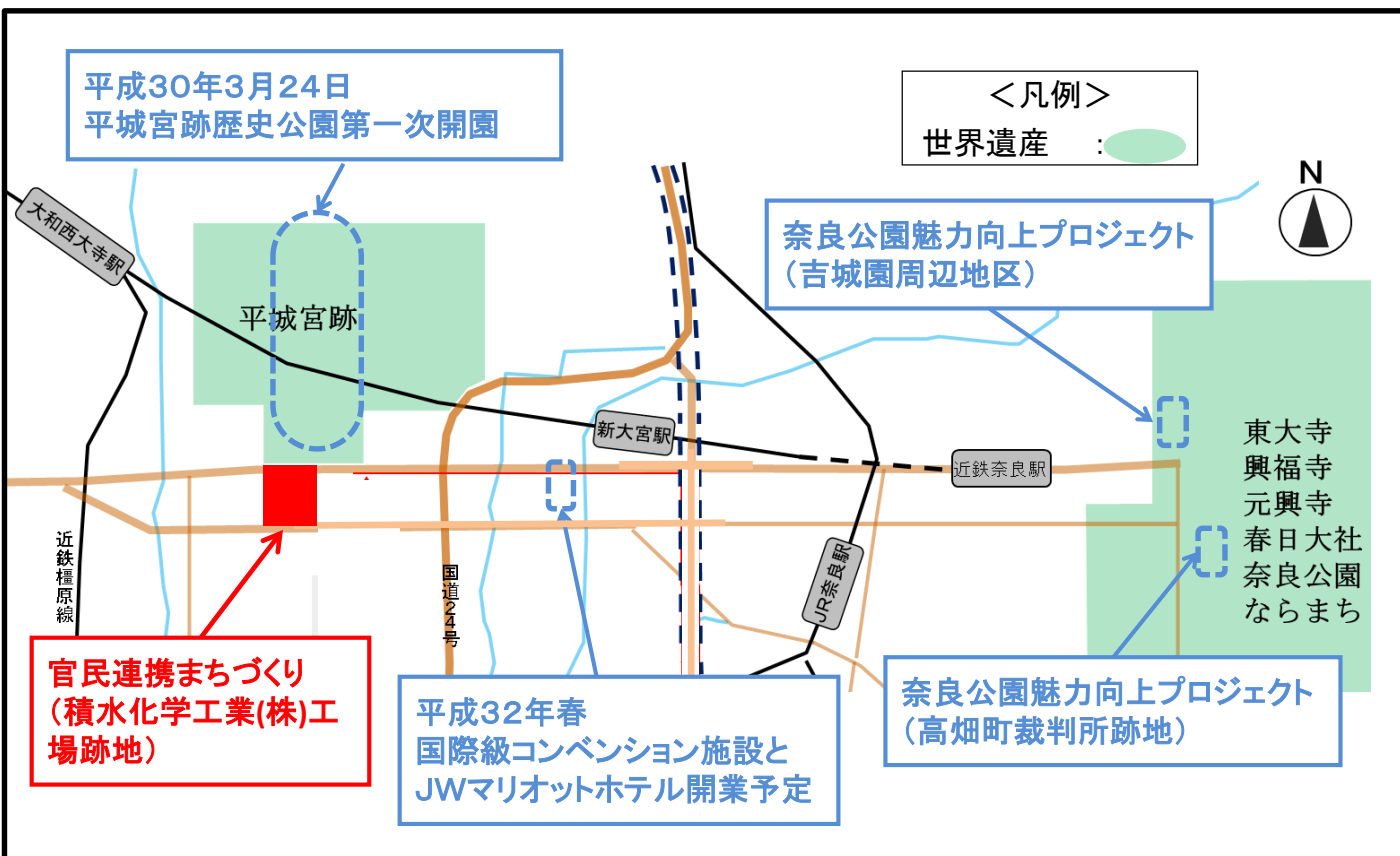 平成30年3月24日
平城宮跡歴史公園第一次開園
＜凡例＞
世界遺産　：
N
大和西大寺駅
奈良公園魅力向上プロジェクト
（吉城園周辺地区）
平城宮跡
新大宮駅
近鉄奈良駅
東大寺
興福寺
元興寺
春日大社
奈良公園
ならまち
近鉄橿原線
国道24号
JR奈良駅
官民連携まちづくり
（積水化学工業(株)工
場跡地）
平成32年春
国際級コンベンション施設と
JWマリオットホテル開業予定
奈良公園魅力向上プロジェクト
（高畑町裁判所跡地）